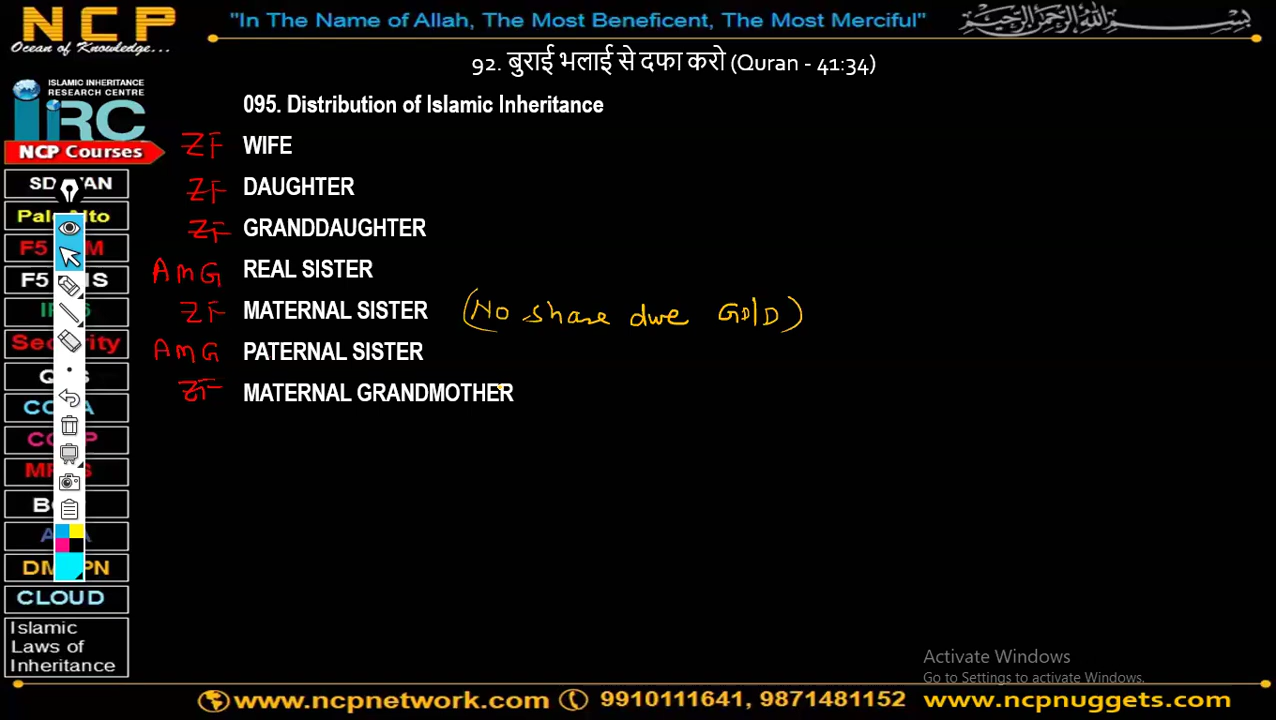 NCP
Ocean of Knowledge...
"In The Name of Allah, The Most Beneficent, The Most Merciful"
بِسْمِ اللهِ الرَّحْمٰنِ الرَّحِيْمِ
92. बुराई भलाई से दफा करो (Quran - 41:34)
ISLAMIC INHERITANCE
RESEARCH CENTRE
IRC
NCP Courses
095. Distribution of Islamic Inheritance
ZF WIFE
ZF DAUGHTER
ZF GRANDDAUGHTER
AMG REAL SISTER
ZF MATERNAL SISTER (No share due GD/D)
AMG PATERNAL SISTER
ZF MATERNAL GRANDMOTHER
CLOUD
Islamic
Laws of
Inheritance
Activate Windows
Go to Settings to activate Windows.
www.ncpnetwork.com 9910111641, 9871481152 www.ncpnuggets.com